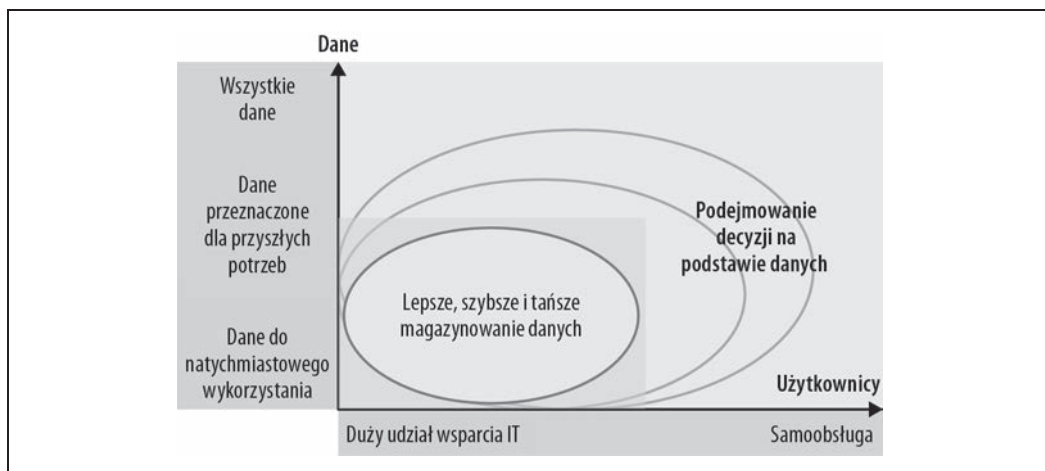 Dane
Wszystkie
dane
Dane
przeznaczone
dla przyszłych
potrzeb
Dane do
natychmiastowego
wykorzystania
Podejmowanie
decyzji na
podstawie danych
Lepsze, szybsze i tańsze
magazynowanie danych
Użytkownicy
Duży udział wsparcia IT
Samoobsługa